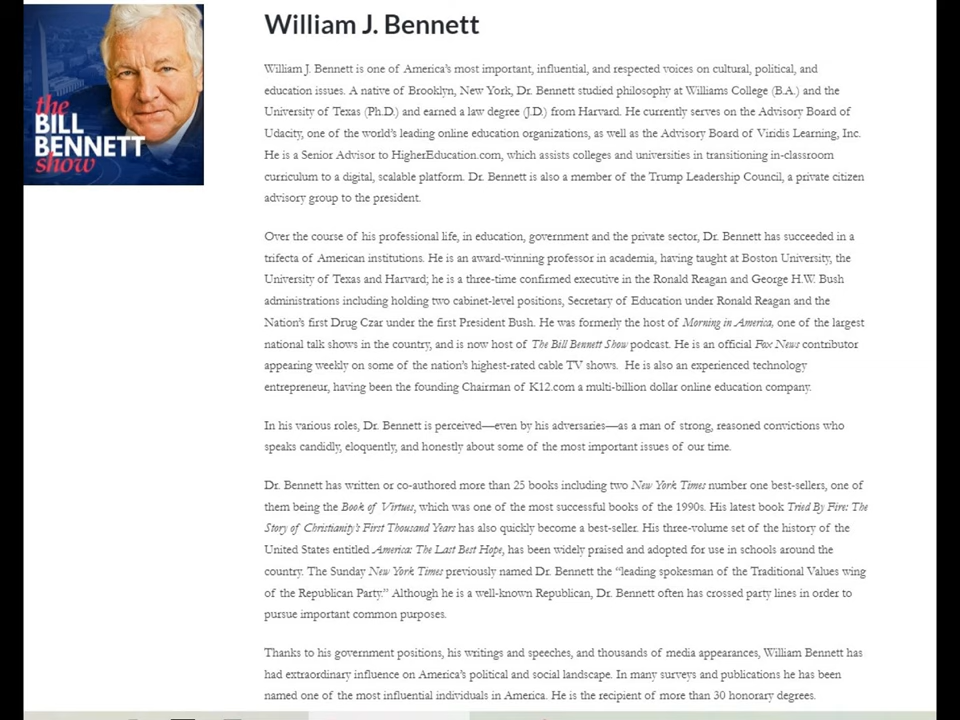 William J. Bennett
the
BILL
BENNETT
show
William J. Bennett is one of America's most important, influential, and respected voices on cultural, political, and
education issues. A native of Brooklyn, New York, Dr. Bennett studied philosophy at Williams College (B.A.) and the
University of Texas (Ph.D.) and earned a law degree (J.D.) from Harvard. He currently serves on the Advisory Board of
Udacity, one of the world's leading online education organizations, as well as the Advisory Board of Viridis Learning, Inc.
He is a Senior Advisor to HigherEducation.com, which assists colleges and universities in transitioning in-classroom
curriculum to a digital, scalable platform. Dr. Bennett is also a member of the Trump Leadership Council, a private citizen
advisory group to the president.
Over the course of his professional life, in education, government and the private sector, Dr. Bennett has succeeded in a
trifecta of American institutions. He is an award-winning professor in academia, having taught at Boston University, the
University of Texas and Harvard; he is a three-time confirmed executive in the Ronald Reagan and George H.W. Bush
administrations including holding two cabinet-level positions, Secretary of Education under Ronald Reagan and the
Nation's first Drug Czar under the first President Bush. He was formerly the host of Morning in America, one of the largest
national talk shows in the country, and is now host of The Bill Bennett Show podcast. He is an official Fox News contributor
appearing weekly on some of the nation's highest-rated cable TV shows.  He is also an experienced technology
entrepreneur, having been the founding Chairman of K12.com a multi-billion dollar online education company.
In his various roles, Dr. Bennett is perceived—even by his adversaries—as a man of strong, reasoned convictions who
speaks candidly, eloquently, and honestly about some of the most important issues of our time.
Dr. Bennett has written or co-authored more than 25 books including two New York Times number one best-sellers, one of
them being the Book of Virtues, which was one of the most successful books of the 1990s. His latest book Tried By Fire: The
Story of Christianity's First Thousand Years has also quickly become a best-seller. His three-volume set of the history of the
United States entitled America: The Last Best Hope, has been widely praised and adopted for use in schools around the
country. The Sunday New York Times previously named Dr. Bennett the “leading spokesman of the Traditional Values wing
of the Republican Party.” Although he is a well-known Republican, Dr. Bennett often has crossed party lines in order to
pursue important common purposes.
Thanks to his government positions, his writings and speeches, and thousands of media appearances, William Bennett has
had extraordinary influence on America's political and social landscape. In many surveys and publications he has been
named one of the most influential individuals in America. He is the recipient of more than 30 honorary degrees.